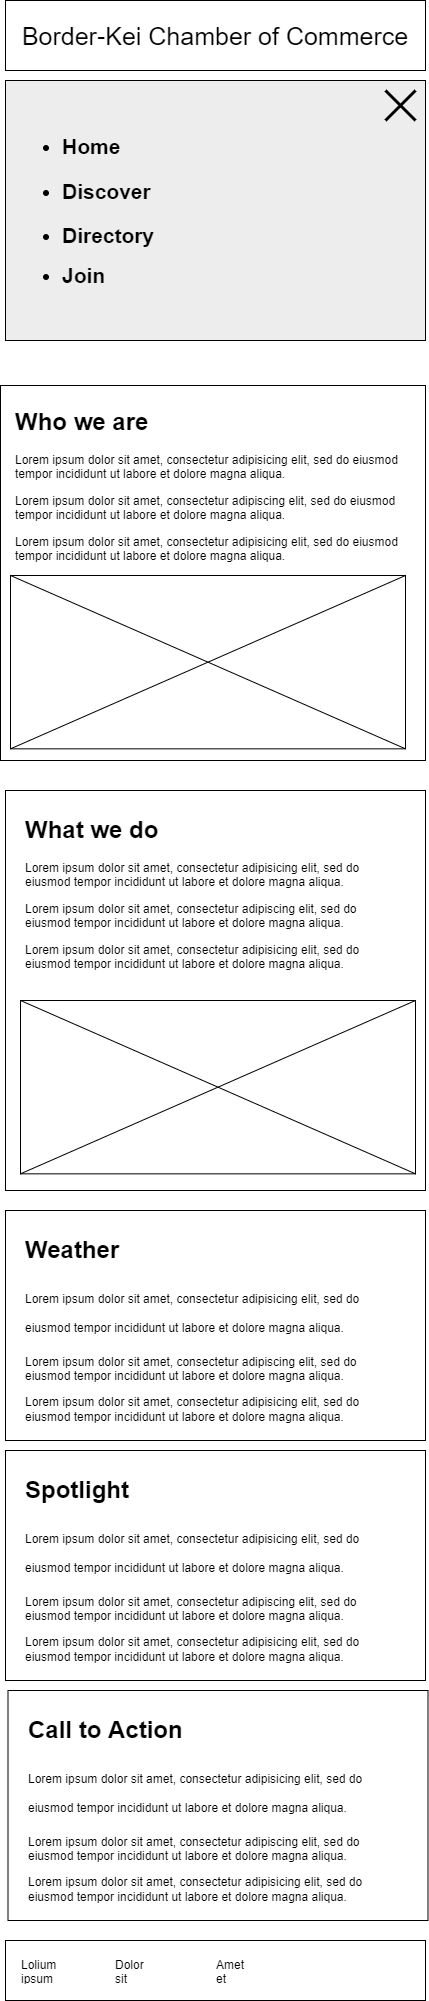 Border-Kei Chamber of Commerce
Home
Discover
Directory
Join
Who we are
Lorem ipsum dolor sit amet, consectetur adipisicing elit, sed do eiusmod
tempor incididunt ut labore et dolore magna aliqua.
Lorem ipsum dolor sit amet, consectetur adipiscing elit, sed do eiusmod
tempor incididunt ut labore et dolore magna aliqua.
Lorem ipsum dolor sit amet, consectetur adipisicing elit, sed do eiusmod
tempor incididunt ut labore et dolore magna aliqua.
What we do
Lorem ipsum dolor sit amet, consectetur adipisicing elit, sed do
eiusmod tempor incididunt ut labore et dolore magna aliqua.
Lorem ipsum dolor sit amet, consectetur adipiscing elit, sed do
eiusmod tempor incididunt ut labore et dolore magna aliqua.
Lorem ipsum dolor sit amet, consectetur adipisicing elit, sed do
eiusmod tempor incididunt ut labore et dolore magna aliqua.
Weather
Lorem ipsum dolor sit amet, consectetur adipisicing elit, sed do
eiusmod tempor incididunt ut labore et dolore magna aliqua.
Lorem ipsum dolor sit amet, consectetur adipiscing elit, sed do
eiusmod tempor incididunt ut labore et dolore magna aliqua.
Lorem ipsum dolor sit amet, consectetur adipisicing elit, sed do
eiusmod tempor incididunt ut labore et dolore magna aliqua.
Spotlight
Lorem ipsum dolor sit amet, consectetur adipisicing elit, sed do
eiusmod tempor incididunt ut labore et dolore magna aliqua.
Lorem ipsum dolor sit amet, consectetur adipiscing elit, sed do
eiusmod tempor incididunt ut labore et dolore magna aliqua.
Lorem ipsum dolor sit amet, consectetur adipisicing elit, sed do
eiusmod tempor incididunt ut labore et dolore magna aliqua.
Call to Action
Lorem ipsum dolor sit amet, consectetur adipisicing elit, sed do
eiusmod tempor incididunt ut labore et dolore magna aliqua.
Lorem ipsum dolor sit amet, consectetur adipiscing elit, sed do
eiusmod tempor incididunt ut labore et dolore magna aliqua.
Lorem ipsum dolor sit amet, consectetur adipisicing elit, sed do
eiusmod tempor incididunt ut labore et dolore magna aliqua.
Lolium
ipsum
Dolor
sit
Amet
et